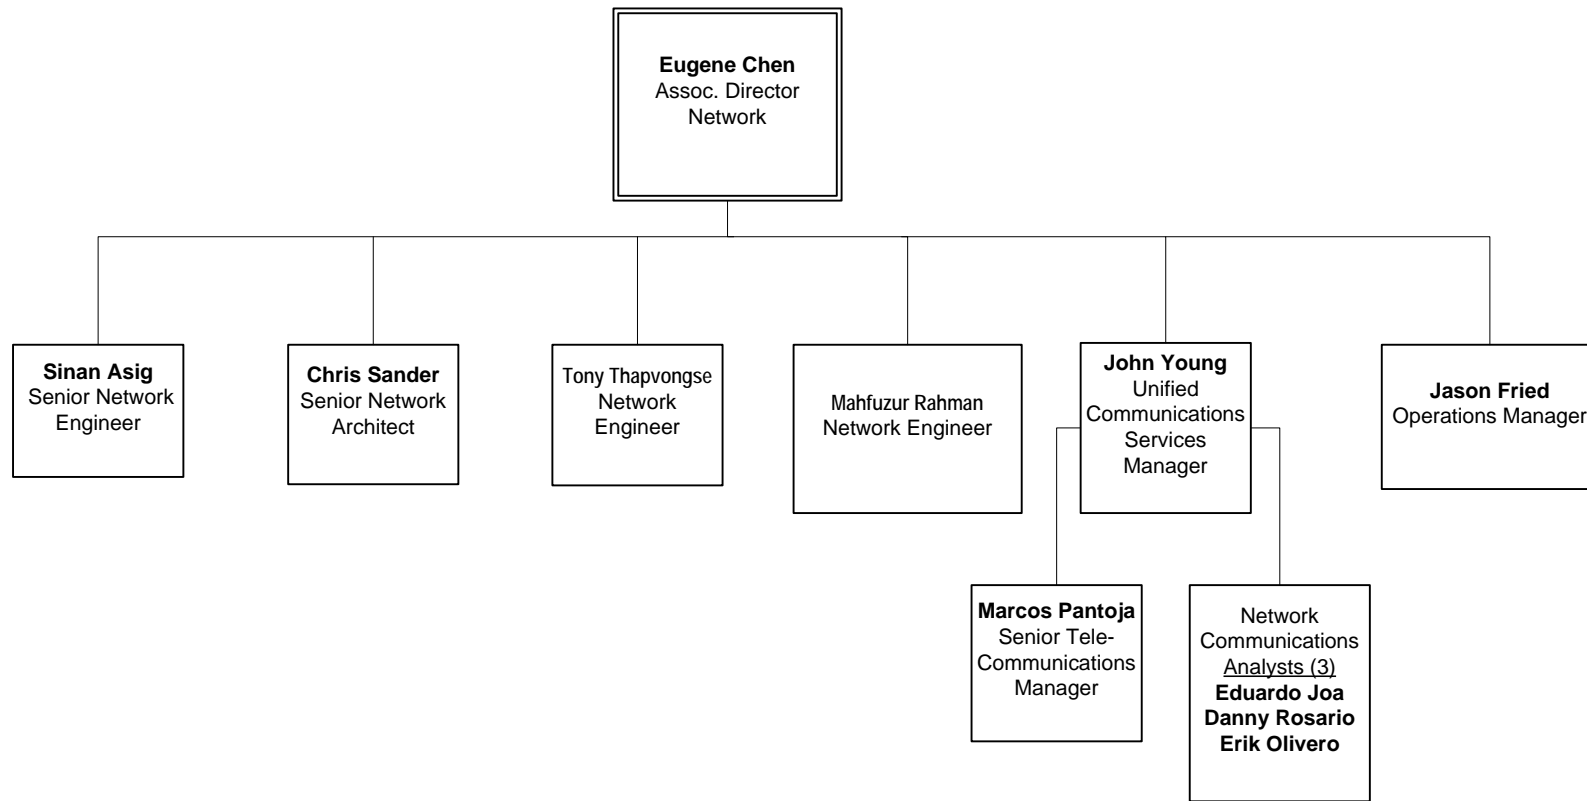 Eugene Chen
Assoc. Director
Network
Sinan Asig
Senior Network
Engineer
Chris Sander
Senior Network
Architect
Tony Thapvongse
Network
Engineer
Mahfuzur Rahman
Network Engineer
John Young
Unified
Communications
Services
Manager
Jason Fried
Operations Manager
Marcos Pantoja
Senior Tele-
Communications
Manager
Network
Communications
Analysts (3)
Eduardo Joa
Danny Rosario
Erik Olivero